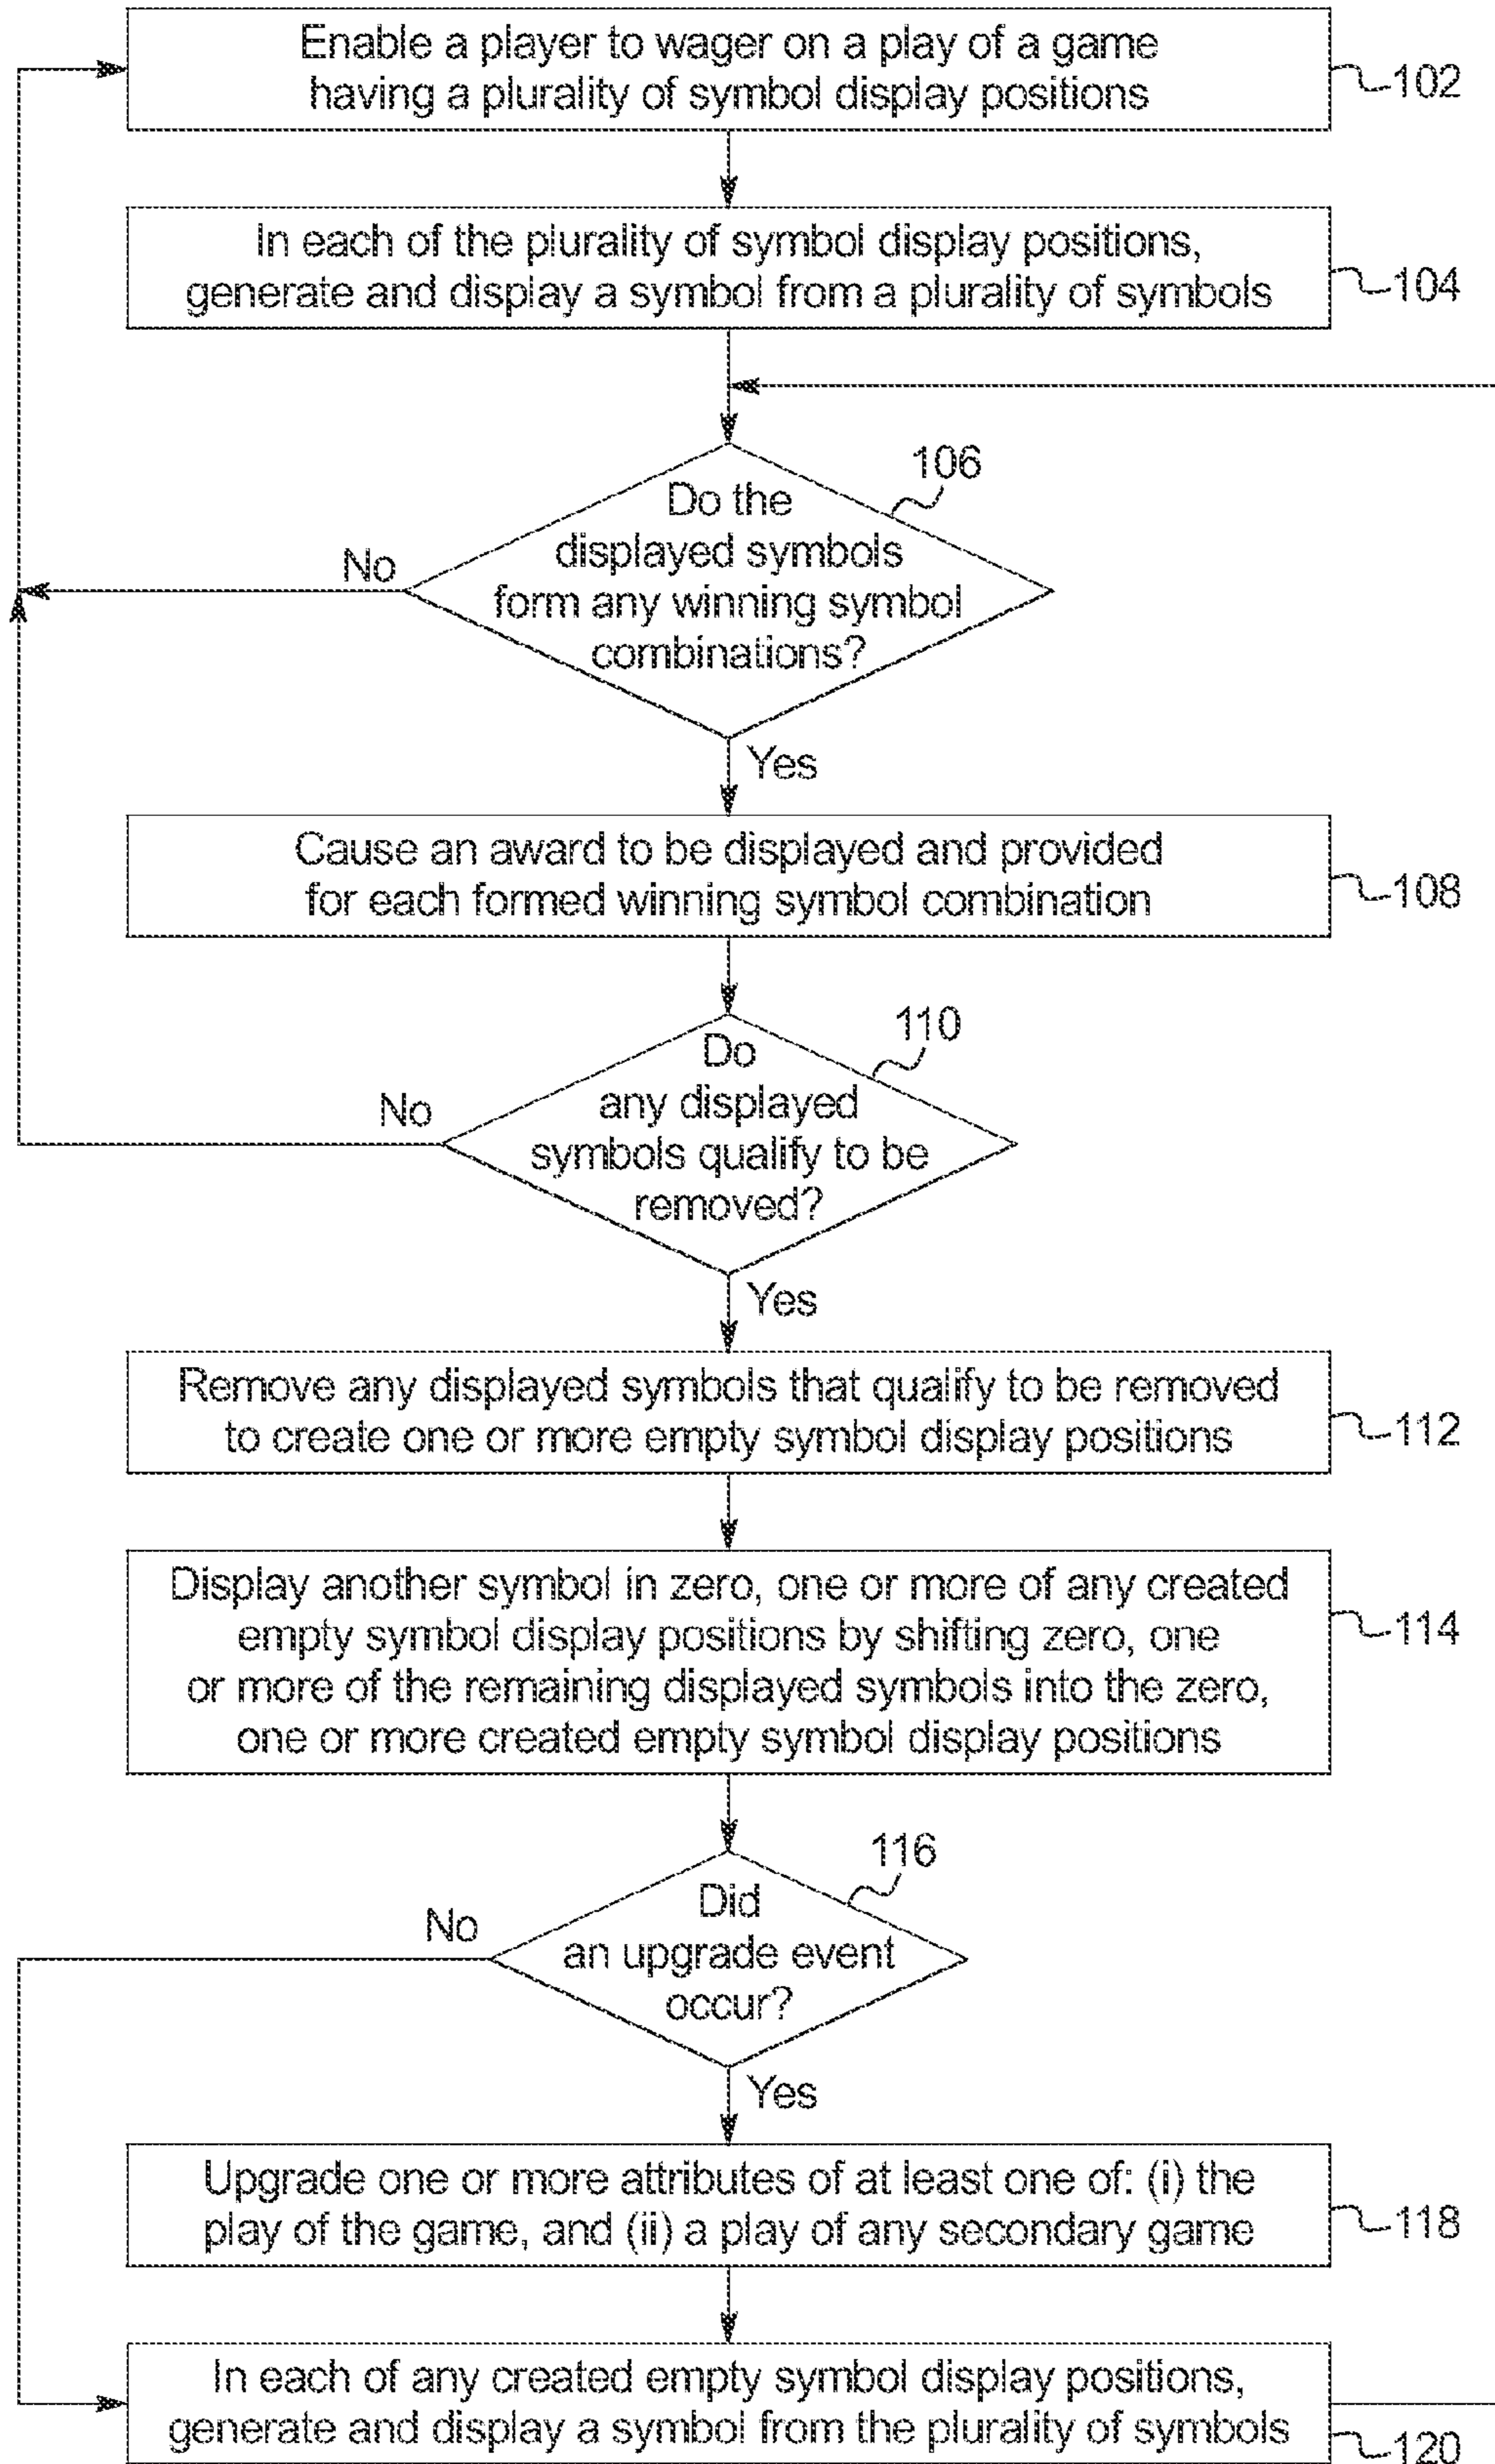 Enable a player to wager on a play of a game
having a plurality of symbol display positions
102
In each of the plurality of symbol display positions,
generate and display a symbol from a plurality of symbols
104
106
Do the
displayed symbols
form any winning symbol
combinations?
No
Yes
Cause an award to be displayed and provided
for each formed winning symbol combination
108
110
Do
any displayed
symbols qualify to be
removed?
No
Yes
Remove any displayed symbols that qualify to be removed
to create one or more empty symbol display positions
112
Display another symbol in zero, one or more of any created
empty symbol display positions by shifting zero, one
or more of the remaining displayed symbols into the zero,
one or more created empty symbol display positions
114
116
Did
an upgrade event
occur?
No
Yes
Upgrade one or more attributes of at least one of: (i) the
play of the game, and (ii) a play of any secondary game
118
In each of any created empty symbol display positions,
generate and display a symbol from the plurality of symbols
120